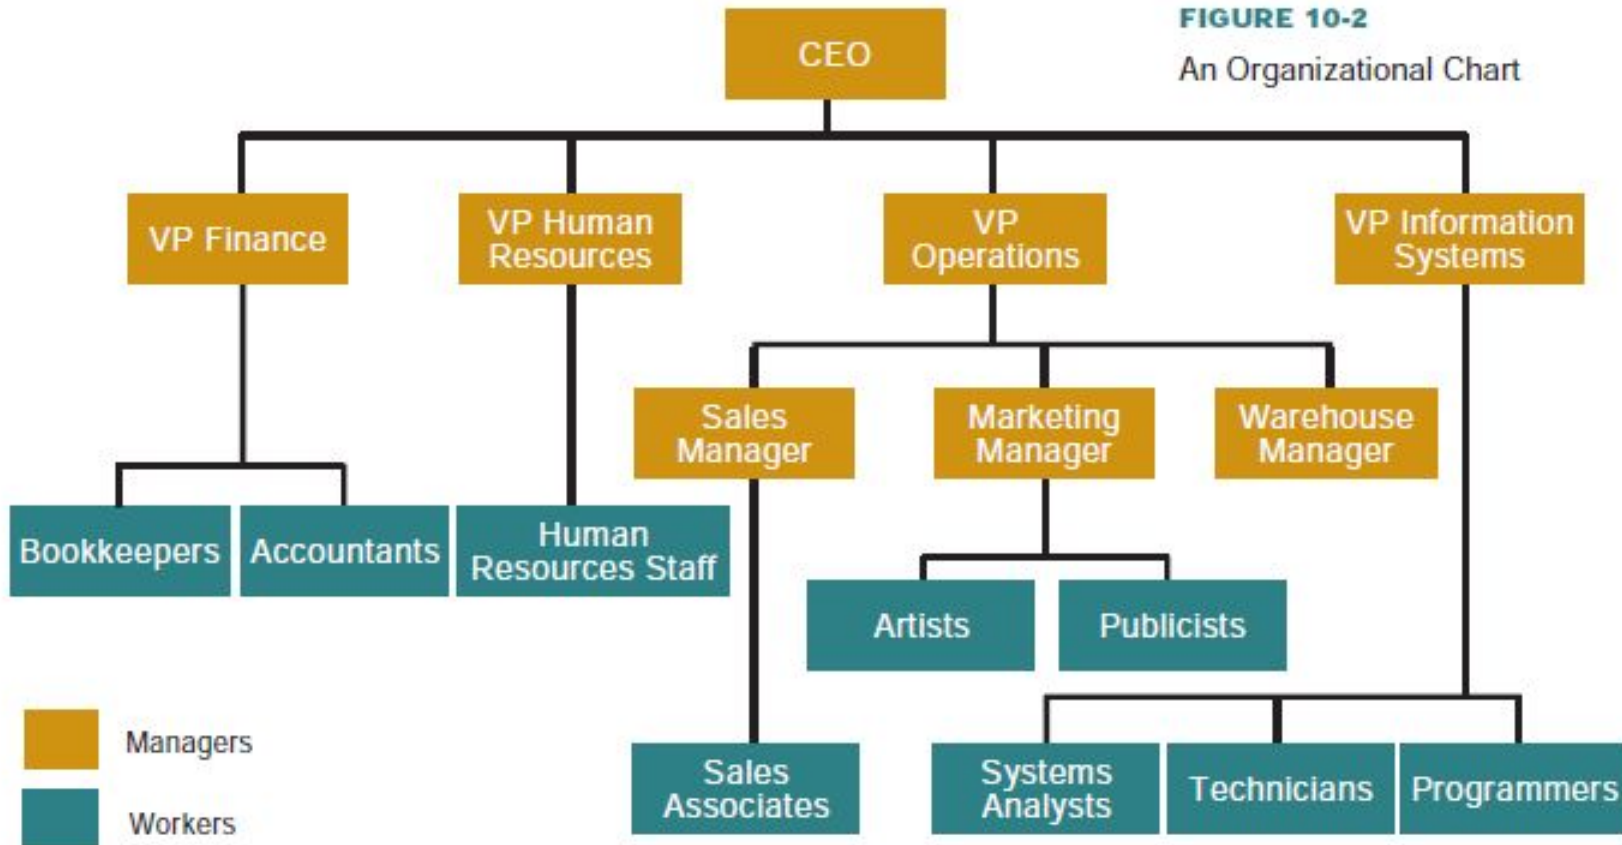 FIGURE 10-2
An Organizational Chart
CEO
VP Finance
VP Human
Resources
VP
Operations
VP Information
Systems
Sales
Manager
Marketing
Manager
Warehouse
Manager
Bookkeepers
Accountants
Human
Resources Staff
Artists
Publicists
Sales
Associates
Systems
Analysts
Technicians
Programmers
Managers
Workers